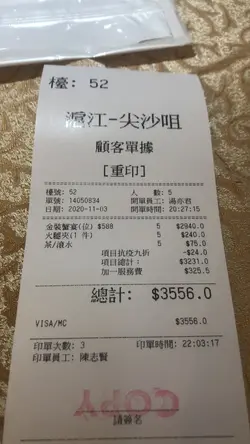 檯: 52
滬江-尖沙咀
顧客單據
[重印]
檯號: 52 人 數: 5
單號: 14050834 開單員工: 馮亦君
日期: 2020-11-03 開單時間: 20:27:15
金裝蟹宴(位) $588 5 $2940.0
火腿夾(1 件) 5 $240.0
茶/滾水 5 $75.0
項目抗疫九折 -$24.0
項目總計: $3231.0
加一服務費 $325.5
總計: $3556.0
VISA/MC $3556.0
印單次數: 3 印單時間: 22:03:17
印單員工: 陳志賢
COPY